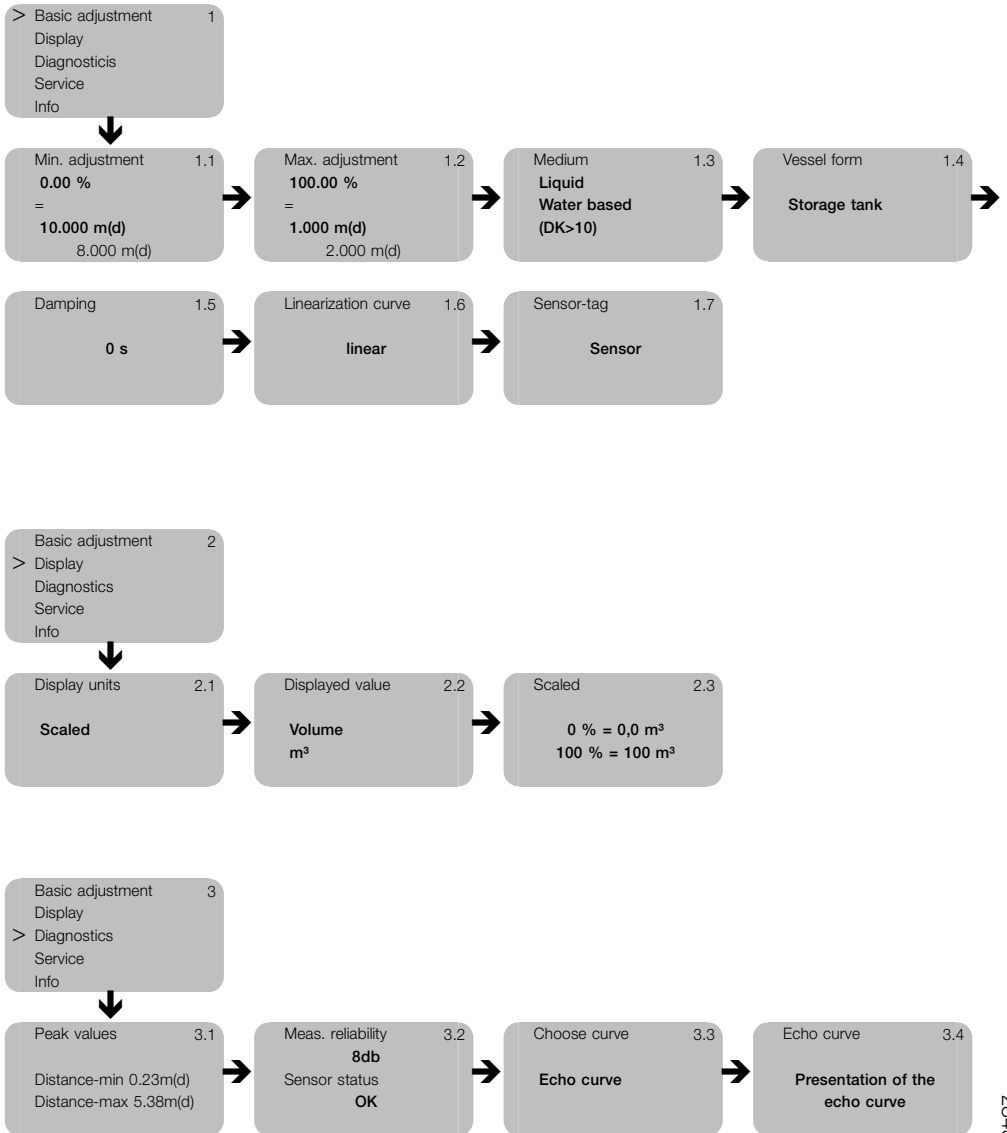 > Basic adjustment 1
Display
Diagnosticis
Service
Info
Min. adjustment 1.1
0.00 %
=
10.000 m(d)
8.000 m(d)
Max. adjustment 1.2
100.00 %
=
1.000 m(d)
2.000 m(d)
Medium 1.3
Liquid
Water based
(DK>10)
Vessel form 1.4
Storage tank
Damping 1.5
0 s
Linearization curve 1.6
linear
Sensor-tag 1.7
Sensor
Basic adjustment 2
> Display
Diagnostics
Service
Info
Display units 2.1
Scaled
Displayed value 2.2
Volume
m³
Scaled 2.3
0 % = 0,0 m³
100 % = 100 m³
Basic adjustment 3
Display
> Diagnostics
Service
Info
Peak values 3.1
Distance-min 0.23m(d)
Distance-max 5.38m(d)
Meas. reliability 3.2
8db
Sensor status
OK
Choose curve 3.3
Echo curve
Echo curve 3.4
Presentation of the
echo curve